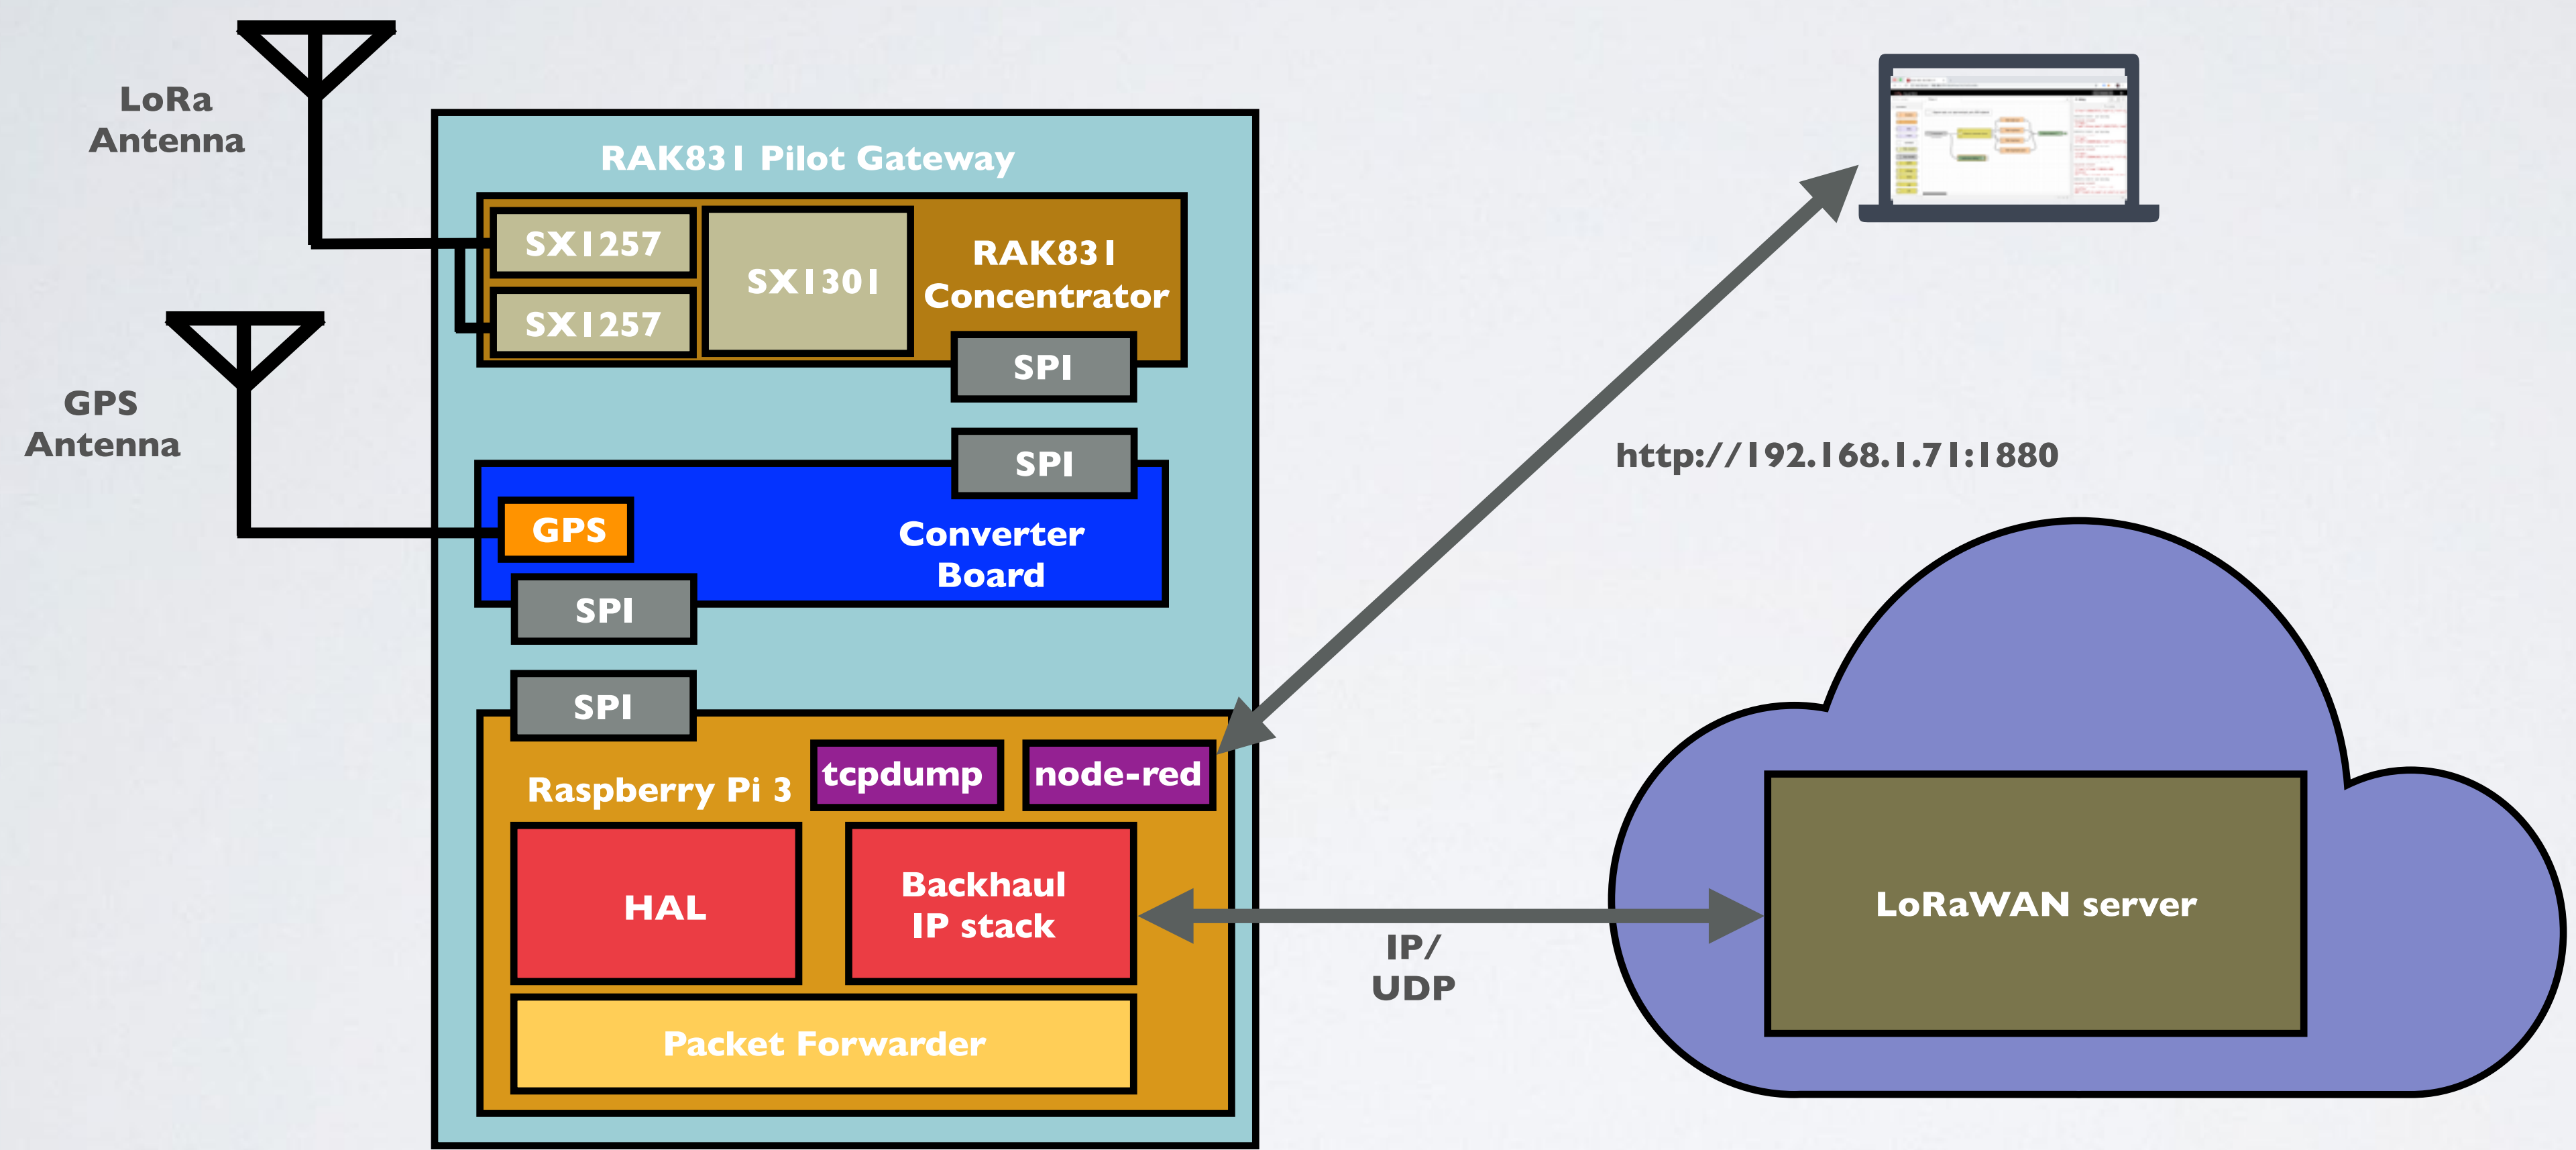 LoRa
Antenna
RAK831 Pilot Gateway
SX1257
SX1301
RAK831
Concentrator
SX1257
SPI
GPS
Antenna
SPI
GPS
Converter
Board
SPI
SPI
Raspberry Pi 3
tcpdump
node-red
HAL
Backhaul
IP stack
Packet Forwarder
http://192.168.1.71:1880
IP/
UDP
LoRaWAN server